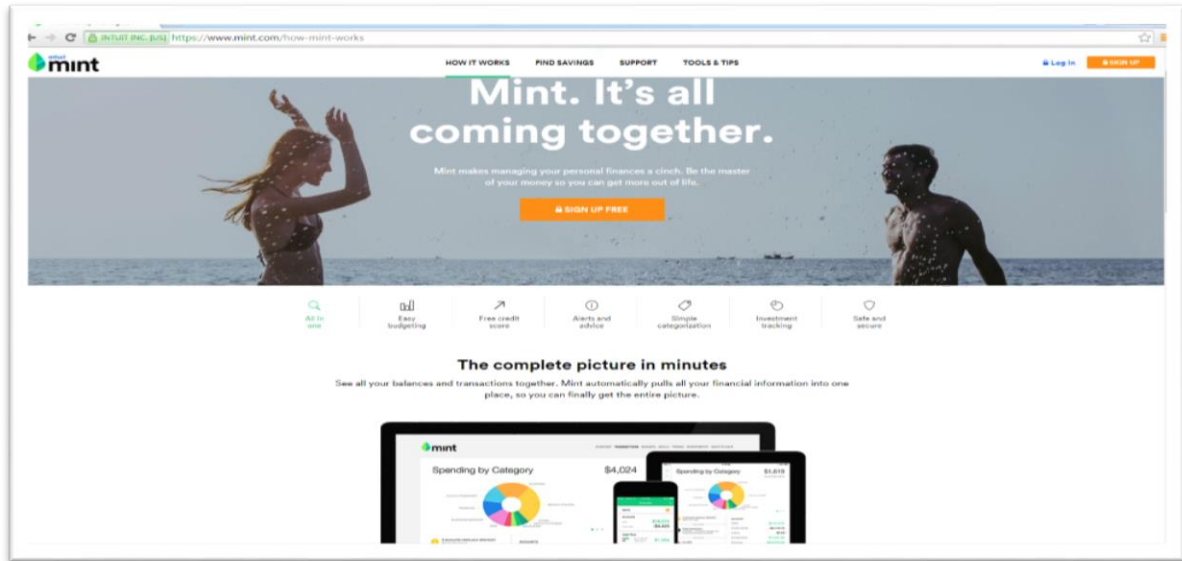 INTUIT INC. [US] https://www.mint.com/how-mint-works
intuit
mint
HOW IT WORKS FIND SAVINGS SUPPORT TOOLS & TIPS
Log In SIGN UP
Mint. It's all
coming together.
Mint makes managing your personal finances a cinch. Be the master
of your money so you can get more out of life.
SIGN UP FREE
All in one
Easy budgeting
Free credit score
Alerts and advice
Simple categorization
Investment tracking
Safe and secure
The complete picture in minutes
See all your balances and transactions together. Mint automatically pulls all your financial information into one
place, so you can finally get the entire picture.
mint
Spending by Category $4,024
Spending by Category $1,619